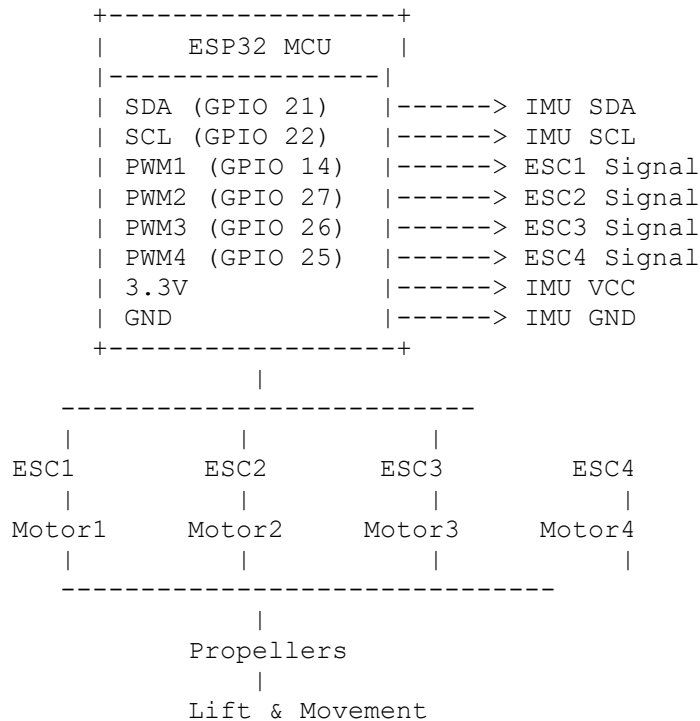 ESP32 MCU
SDA (GPIO 21) ------> IMU SDA
SCL (GPIO 22) ------> IMU SCL
PWM1 (GPIO 14) ------> ESC1 Signal
PWM2 (GPIO 27) ------> ESC2 Signal
PWM3 (GPIO 26) ------> ESC3 Signal
PWM4 (GPIO 25) ------> ESC4 Signal
3.3V ------> IMU VCC
GND ------> IMU GND
ESC1 ESC2 ESC3 ESC4
Motor1 Motor2 Motor3 Motor4
Propellers
Lift & Movement